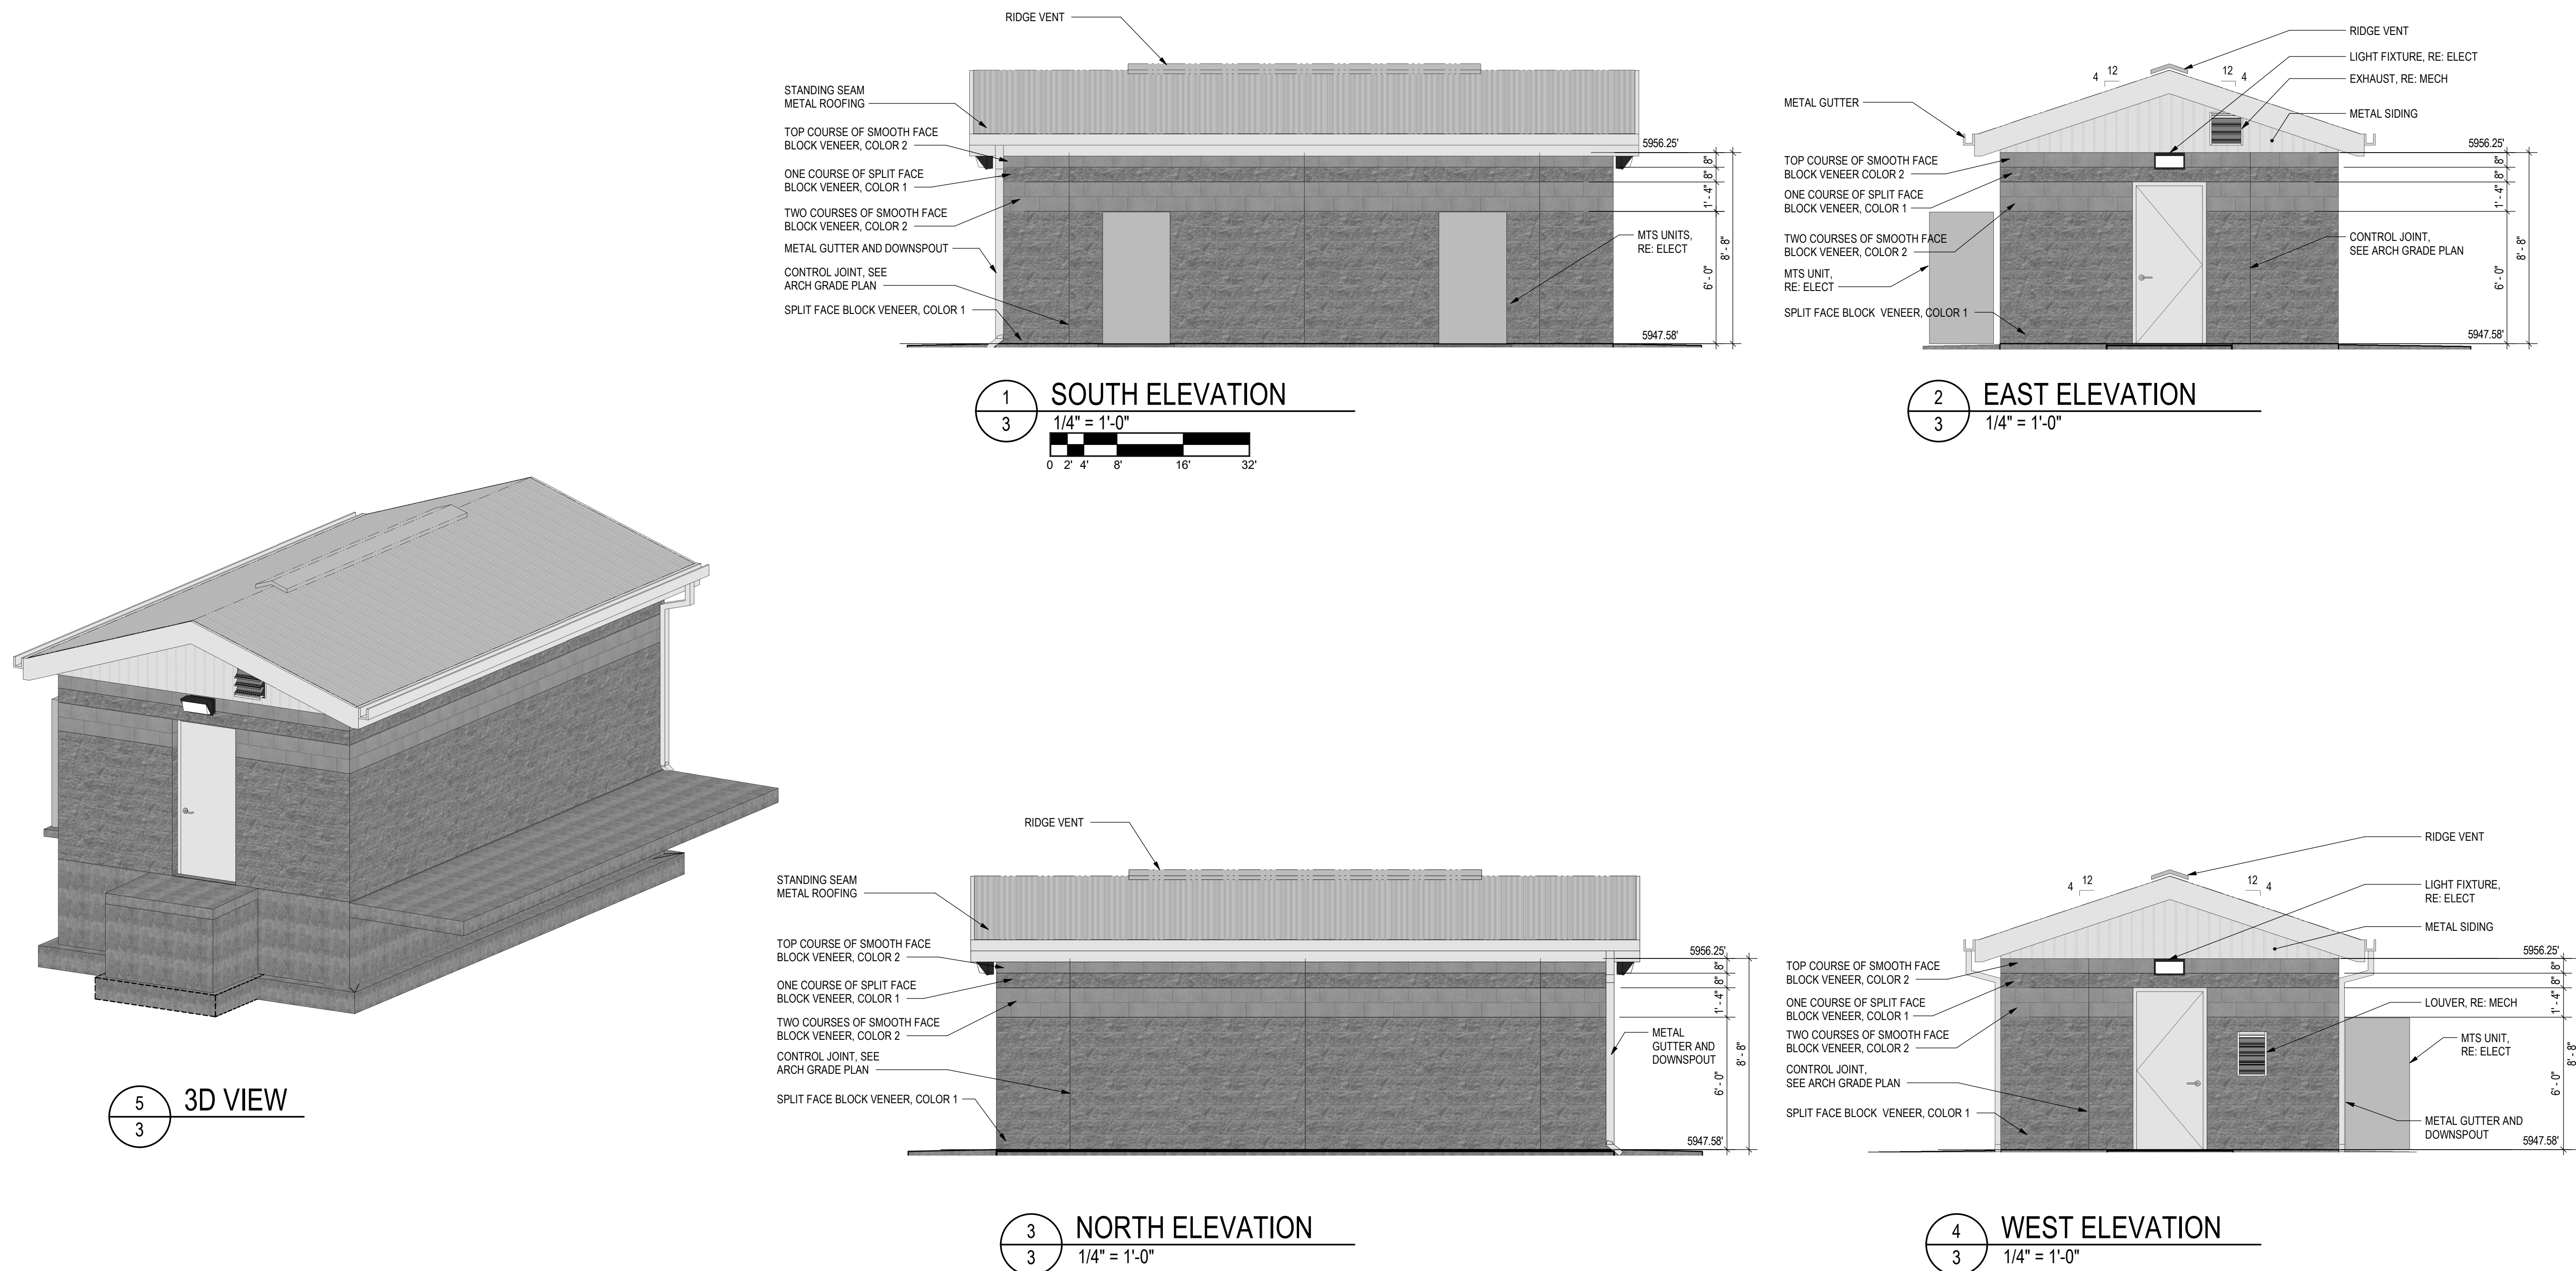 RIDGE VENT
STANDING SEAM
METAL ROOFING
TOP COURSE OF SMOOTH FACE
BLOCK VENEER, COLOR 2
ONE COURSE OF SPLIT FACE
BLOCK VENEER, COLOR 1
TWO COURSES OF SMOOTH FACE
BLOCK VENEER, COLOR 2
METAL GUTTER AND DOWNSPOUT
CONTROL JOINT, SEE
ARCH GRADE PLAN
SPLIT FACE BLOCK VENEER, COLOR 1
MTS UNITS,
RE: ELECT
5956.25'
8"
8"
1' - 4"
6' - 0"
8' - 8"
5947.58'
1
3
SOUTH ELEVATION
1/4" = 1'-0"
0 2' 4' 8' 16' 32'
RIDGE VENT
LIGHT FIXTURE, RE: ELECT
EXHAUST, RE: MECH
METAL SIDING
4 12
12 4
METAL GUTTER
TOP COURSE OF SMOOTH FACE
BLOCK VENEER COLOR 2
ONE COURSE OF SPLIT FACE
BLOCK VENEER, COLOR 1
TWO COURSES OF SMOOTH FACE
BLOCK VENEER, COLOR 2
MTS UNIT,
RE: ELECT
SPLIT FACE BLOCK VENEER, COLOR 1
CONTROL JOINT,
SEE ARCH GRADE PLAN
5956.25'
8"
8"
1' - 4"
6' - 0"
8' - 8"
5947.58'
2
3
EAST ELEVATION
1/4" = 1'-0"
5
3
3D VIEW
RIDGE VENT
STANDING SEAM
METAL ROOFING
TOP COURSE OF SMOOTH FACE
BLOCK VENEER, COLOR 2
ONE COURSE OF SPLIT FACE
BLOCK VENEER, COLOR 1
TWO COURSES OF SMOOTH FACE
BLOCK VENEER, COLOR 2
CONTROL JOINT, SEE
ARCH GRADE PLAN
SPLIT FACE BLOCK VENEER, COLOR 1
METAL
GUTTER AND
DOWNSPOUT
5956.25'
8"
8"
1' - 4"
6' - 0"
8' - 8"
5947.58'
3
3
NORTH ELEVATION
1/4" = 1'-0"
RIDGE VENT
LIGHT FIXTURE,
RE: ELECT
METAL SIDING
4 12
12 4
TOP COURSE OF SMOOTH FACE
BLOCK VENEER, COLOR 2
ONE COURSE OF SPLIT FACE
BLOCK VENEER, COLOR 1
TWO COURSES OF SMOOTH FACE
BLOCK VENEER, COLOR 2
CONTROL JOINT,
SEE ARCH GRADE PLAN
SPLIT FACE BLOCK VENEER, COLOR 1
LOUVER, RE: MECH
MTS UNIT,
RE: ELECT
METAL GUTTER AND
DOWNSPOUT
5956.25'
8"
8"
1' - 4"
6' - 0"
8' - 8"
5947.58'
4
3
WEST ELEVATION
1/4" = 1'-0"